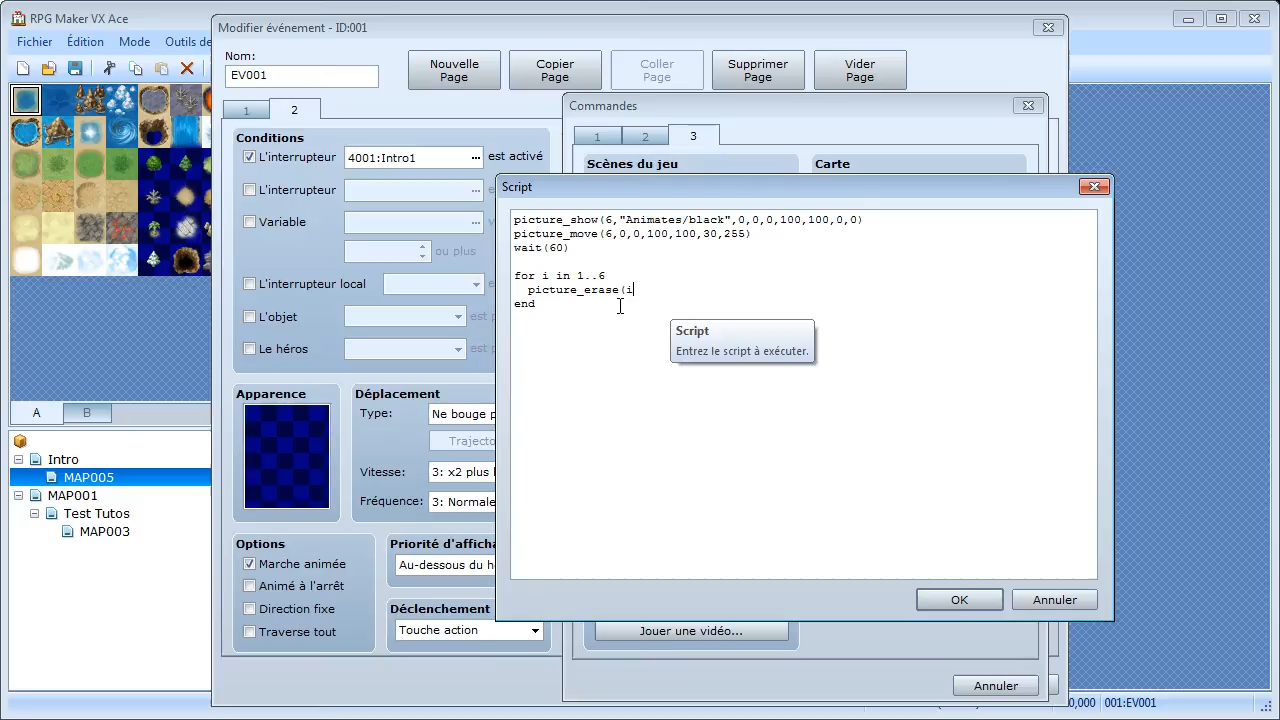 RPG Maker VX Ace
Fichier Édition Mode Outils de
Modifier événement - ID:001
Nom:
EV001
Nouvelle Page
Copier Page
Coller Page
Supprimer Page
Vider Page
1 2
Conditions
L'interrupteur 4001:Intro1 ... est activé
L'interrupteur ...
Variable ...
ou plus
L'interrupteur local
L'objet est p
Le héros est p
Apparence
Déplacement
Type: Ne bouge p
Trajecto
Vitesse: 3: x2 plus l
Fréquence: 3: Normale
Options
Marche animée
Animé à l'arrêt
Direction fixe
Traverse tout
Priorité d'affich
Au-dessous du h
Déclenchement
Touche action
Commandes
1 2 3
Scènes du jeu Carte
Script
picture_show(6,"Animates/black",0,0,0,100,100,0,0)
picture_move(6,0,0,100,100,30,255)
wait(60)
for i in 1..6
picture_erase(i
end
Script
Entrez le script à exécuter.
OK Annuler
Jouer une vidéo...
Annuler
A B
Intro
MAP005
MAP001
Test Tutos
MAP003
0,000 001:EV001